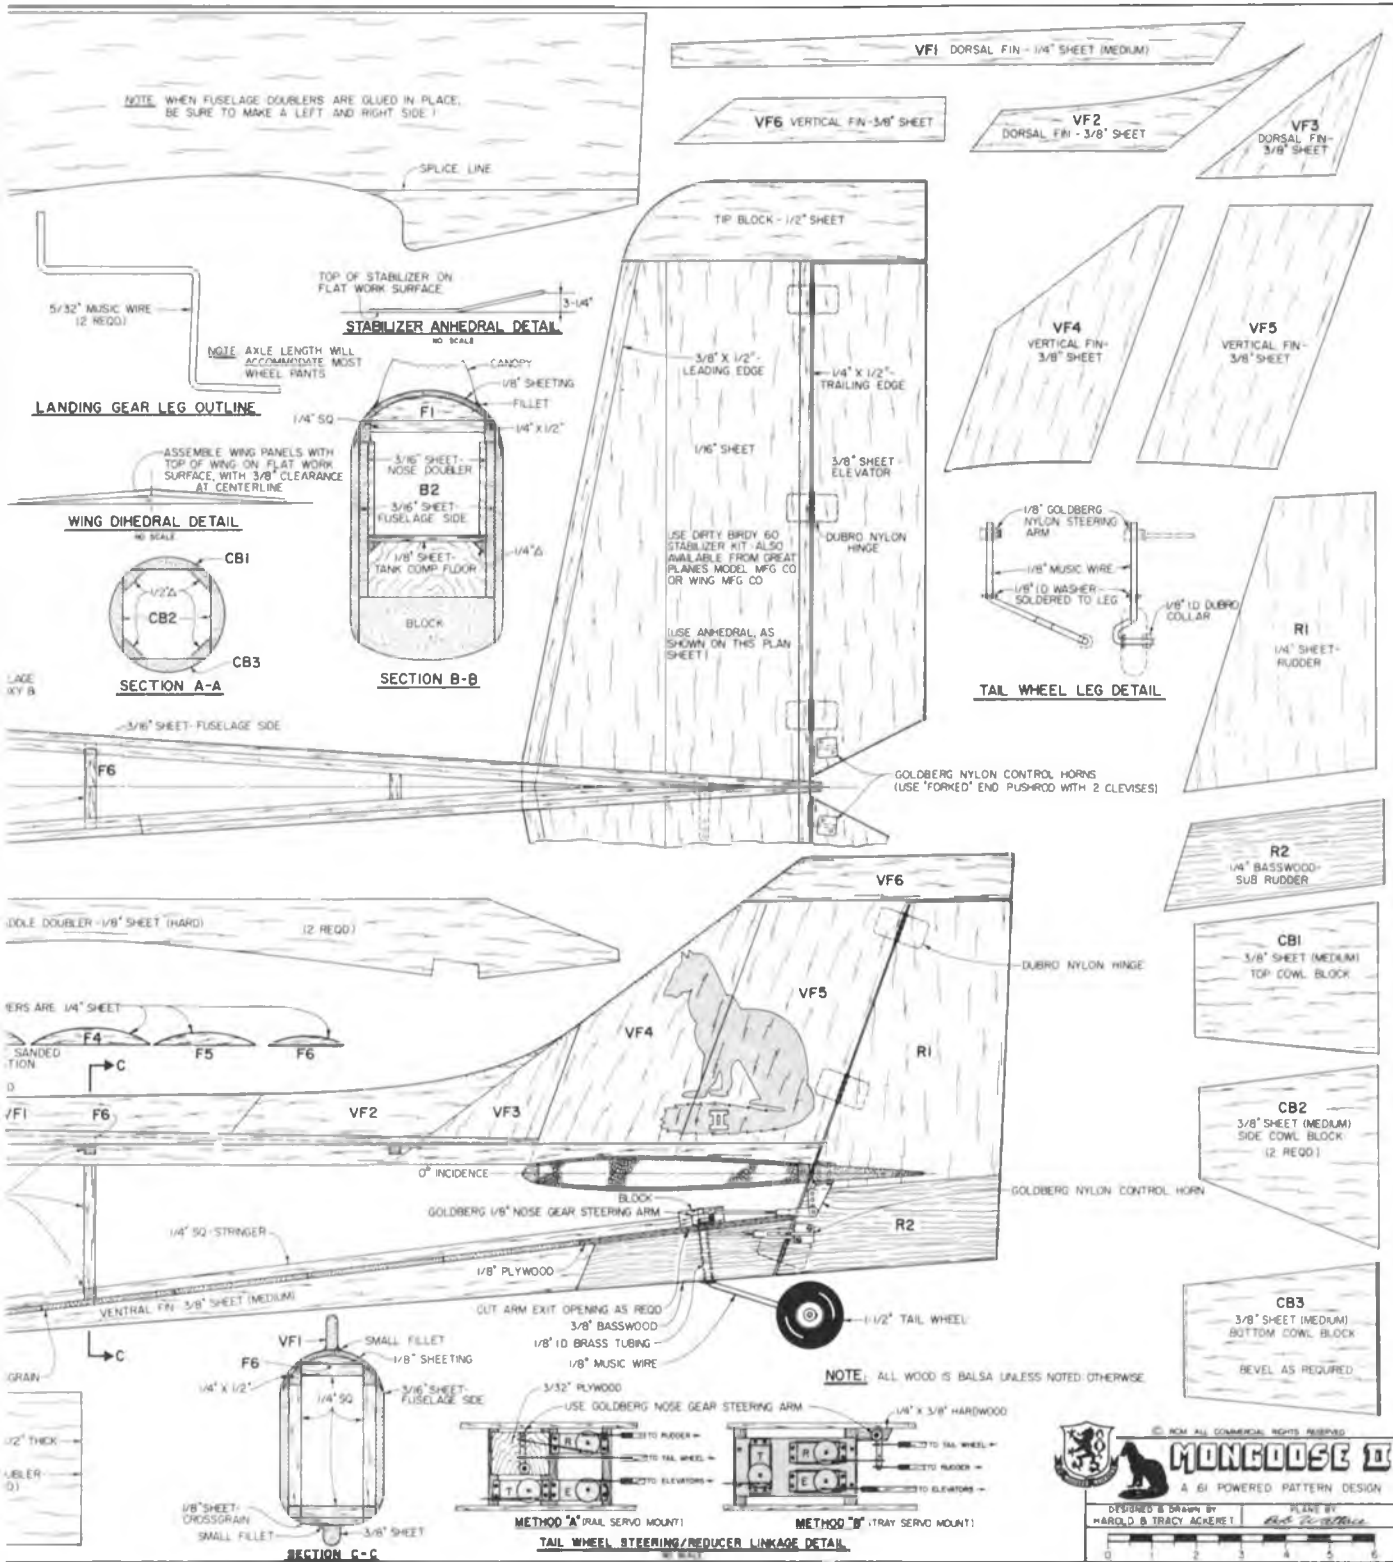 VF1 DORSAL FIN - 1/4" SHEET (MEDIUM)
NOTE: WHEN FUSELAGE DOUBLERS ARE GLUED IN PLACE,
BE SURE TO MAKE A LEFT AND RIGHT SIDE !
VF6 VERTICAL FIN - 3/8" SHEET
VF2
DORSAL FIN - 3/8" SHEET
VF3
DORSAL FIN-
3/8" SHEET
SPLICE LINE
TIP BLOCK - 1/2" SHEET
TOP OF STABILIZER ON
FLAT WORK SURFACE
3-1/4"
STABILIZER ANHEDRAL DETAIL
NO SCALE
5/32" MUSIC WIRE
(2 REQD)
NOTE: AXLE LENGTH WILL
ACCOMMODATE MOST
WHEEL PANTS
LANDING GEAR LEG OUTLINE
CANOPY
1/8" SHEETING
FILLET
F1
1/4" SQ
1/4" X 1/2"
3/16" SHEET-
NOSE DOUBLER
B2
3/16" SHEET-
FUSELAGE SIDE
1/8" SHEET-
TANK COMP FLOOR
1/4" Δ
BLOCK
SECTION B-B
3/8" X 1/2"-
LEADING EDGE
1/4" X 1/2"-
TRAILING EDGE
1/16" SHEET
3/8" SHEET-
ELEVATOR
VF4
VERTICAL FIN-
3/8" SHEET
VF5
VERTICAL FIN-
3/8" SHEET
ASSEMBLE WING PANELS WITH
TOP OF WING ON FLAT WORK
SURFACE, WITH 3/8" CLEARANCE
AT CENTERLINE
WING DIHEDRAL DETAIL
NO SCALE
CB1
1/2" Δ
CB2
CB3
SECTION A-A
USE DIRTY BIRDY 60
STABILIZER KIT - ALSO
AVAILABLE FROM GREAT
PLANES MODEL MFG CO
OR WING MFG CO
(USE ANHEDRAL, AS
SHOWN ON THIS PLAN
SHEET)
DUBRO NYLON
HINGE
1/8" GOLDBERG
NYLON STEERING
ARM
1/8" MUSIC WIRE
1/8" ID WASHER
SOLDERED TO LEG
1/8" ID DUBRO
COLLAR
TAIL WHEEL LEG DETAIL
R1
1/4" SHEET-
RUDDER
LAGE
XY B
3/16" SHEET-FUSELAGE SIDE
F6
GOLDBERG NYLON CONTROL HORNS
(USE "FORKED" END PUSHROD WITH 2 CLEVISES)
R2
1/4" BASSWOOD-
SUB RUDDER
VF6
DDLE DOUBLER - 1/8" SHEET (HARD)
(2 REQD)
DUBRO NYLON HINGE
CB1
3/8" SHEET (MEDIUM)
TOP COWL BLOCK
ERS ARE 1/4" SHEET
F4
F5
F6
SANDED
TION
C
VF4
VF5
R1
II
VF1
F6
VF2
VF3
CB2
3/8" SHEET (MEDIUM)
SIDE COWL BLOCK
(2 REQD)
0° INCIDENCE
BLOCK
GOLDBERG 1/8" NOSE GEAR STEERING ARM
GOLDBERG NYLON CONTROL HORN
R2
1/4" SQ-STRINGER
1/8" PLYWOOD
VENTRAL FIN - 3/8" SHEET (MEDIUM)
CUT ARM EXIT OPENING AS REQD
3/8" BASSWOOD
1/8" ID BRASS TUBING
1/8" MUSIC WIRE
1-1/2" TAIL WHEEL
CB3
3/8" SHEET (MEDIUM)
BOTTOM COWL BLOCK
BEVEL AS REQUIRED
C
GRAIN
VF1
SMALL FILLET
1/8" SHEETING
F6
1/4" X 1/2"
1/4" SQ
3/16" SHEET-
FUSELAGE SIDE
1/8" SHEET-
CROSSGRAIN
SMALL FILLET
3/8" SHEET
SECTION C-C
1/2" THICK
UBLER
NOTE: ALL WOOD IS BALSA UNLESS NOTED OTHERWISE
3/32" PLYWOOD
USE GOLDBERG NOSE GEAR STEERING ARM
1/4" X 3/8" HARDWOOD
R
T
E
TO RUDDER
TO TAIL WHEEL
TO ELEVATORS
METHOD "A" (RAIL SERVO MOUNT)
T
R
E
TO TAIL WHEEL
TO RUDDER
TO ELEVATORS
METHOD "B" (TRAY SERVO MOUNT)
TAIL WHEEL STEERING/REDUCER LINKAGE DETAIL
NO SCALE
© RCM ALL COMMERCIAL RIGHTS RESERVED
MONGOOSE II
A .61 POWERED PATTERN DESIGN
DESIGNED & DRAWN BY
HAROLD & TRACY ACKERET
PLANE BY
0 1 2 3 4 5 6